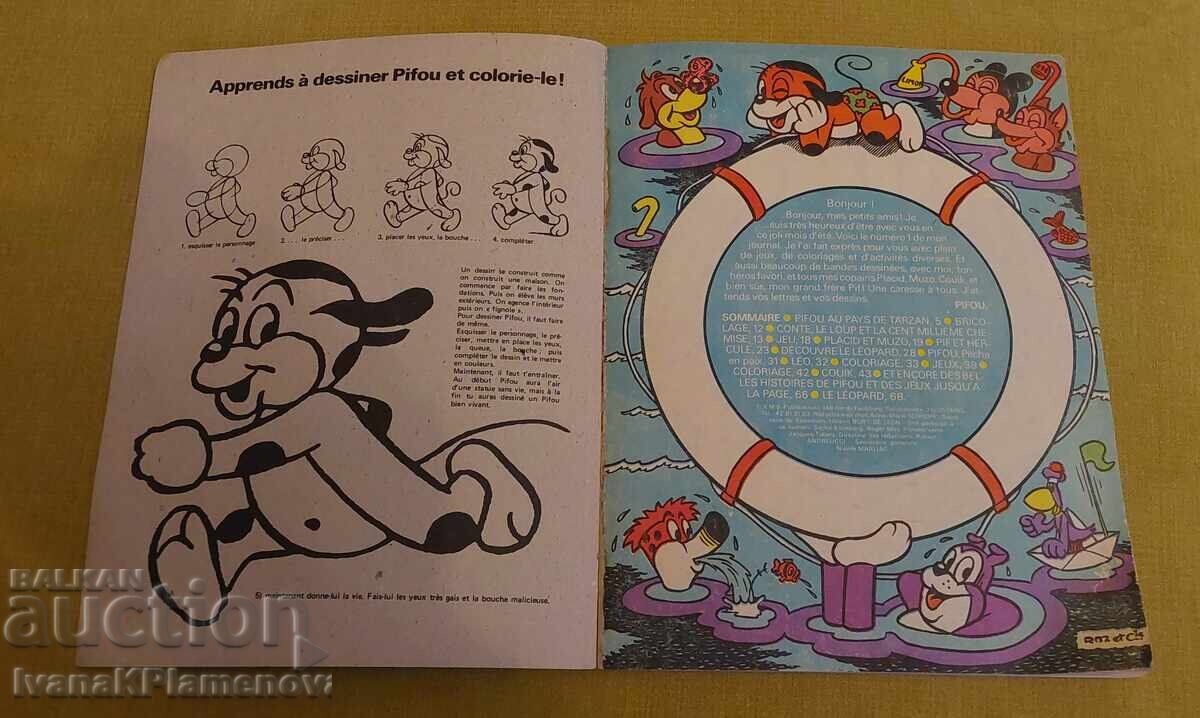 Apprends à dessiner Pifou et colorie-le!
1. esquisser le personnage
2. . . . le préciser . . .
3. placer les yeux, la bouche . . .
4. compléter
Un dessin se construit comme
on construit une maison. On
commence par faire les fon-
dations. Puis on élève les murs
extérieurs. On agence l'intérieur
puis on « fignole ».
Pour dessiner Pifou, il faut faire
de même.
Esquisser le personnage, le pré-
ciser, mettre en place les yeux,
la queue, la bouche ; puis
compléter le dessin et le mettre
en couleurs.
Maintenant, il faut t'entraîner.
Au début Pifou aura l'air
d'une statue sans vie, mais à la
fin tu auras dessiné un Pifou
bien vivant.
5) maintenant donne-lui la vie. Fais-lui les yeux très gais et la bouche malicieuse.
LIMON
Bonjour !
Bonjour, mes petits amis! Je
suis très heureux d'être avec vous en
ce joli mois d'été. Voici le numéro 1 de mon
journal. Je l'ai fait exprès pour vous avec plein
de jeux, de coloriages et d'activités diverses. Et
aussi beaucoup de bandes dessinées, avec moi, ton
héros favori, et tous mes copains Placid, Muzo, Couik, et
bien sûr, mon grand frère Pif! Une caresse à tous. J'at-
tends vos lettres et vos dessins.
PIFOU.
SOMMAIRE ● PIFOU AU PAYS DE TARZAN, 5 ● BRICO-
LAGE, 12 ● CONTE, LE LOUP ET LA CENT MILLIEME CHE-
MISE, 13 ● JEU, 18 ● PLACID ET MUZO, 19 ● PIF ET HER-
CULE, 23 ● DECOUVRE LE LEOPARD, 28 ● PIFOU, Pêcha
en paix, 31 ● LEO, 32 ● COLORIAGE, 33 ● JEUX, 39 ●
COLORIAGE, 42 ● COUIK, 43 ● ET ENCORE DES BEL-
LES HISTOIRES DE PIFOU ET DES JEUX JUSQU'A
LA PAGE, 66 ● LE LEOPARD, 68.
ANDREUCCI
BALKAN
auction
IvanaKPlamenov